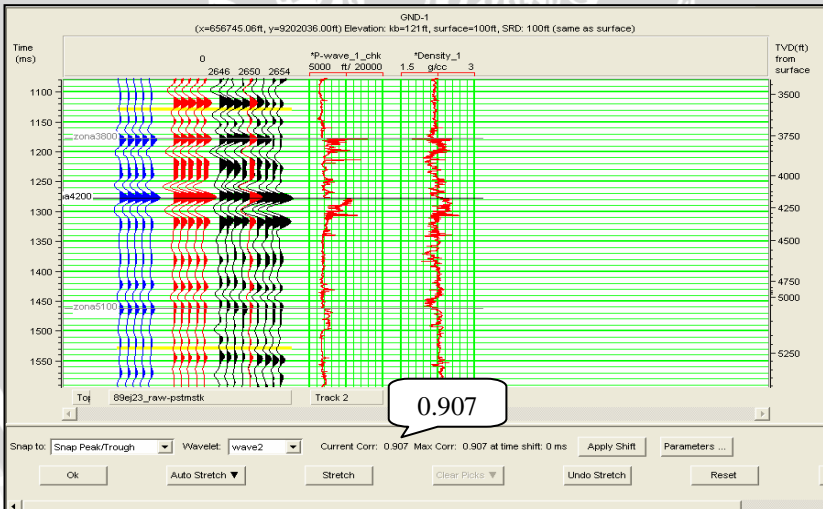 GND-1
(x=656745.06ft, y=9202036.00ft) Elevation: kb=121ft, surface=100ft, SRD: 100ft (same as surface)
Time (ms)
0
*P-wave_1_chk
*Density_1
TVD(ft) from surface
2646 2650 2654
5000 ft/ 20000
1.5 g/cc 3
1100
1150
1200
1250
1300
1350
1400
1450
1500
1550
zona3800
a4200
zona5100
3500
3750
4000
4250
4500
4750
5000
5250
Top 89ej23_raw-pstmstk Track 2
0.907
Snap to: Snap Peak/Trough Wavelet: wave2 Current Corr: 0.907 Max Corr: 0.907 at time shift: 0 ms Apply Shift Parameters ...
Ok Auto Stretch ▼ Stretch Clear Picks ▼ Undo Stretch Reset